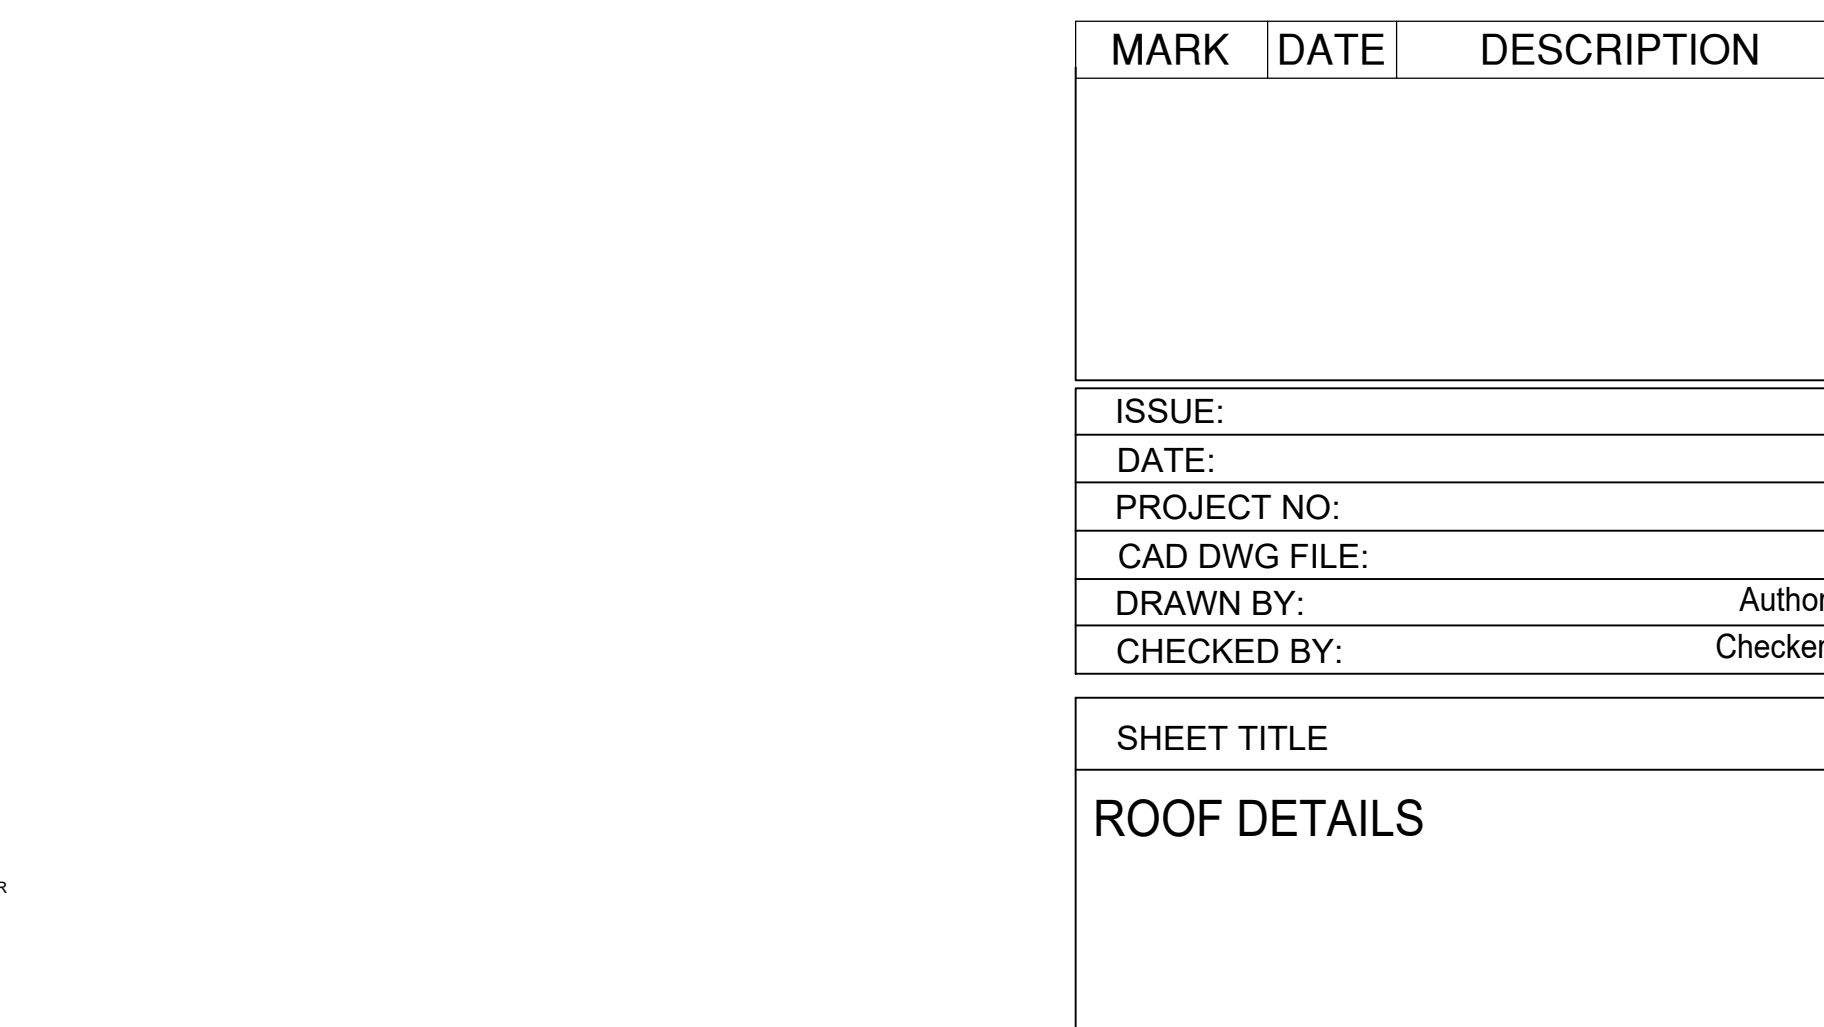 MARK DATE DESCRIPTION
ISSUE:
DATE:
PROJECT NO:
CAD DWG FILE:
DRAWN BY: Author
CHECKED BY: Checker
SHEET TITLE
ROOF DETAILS
R